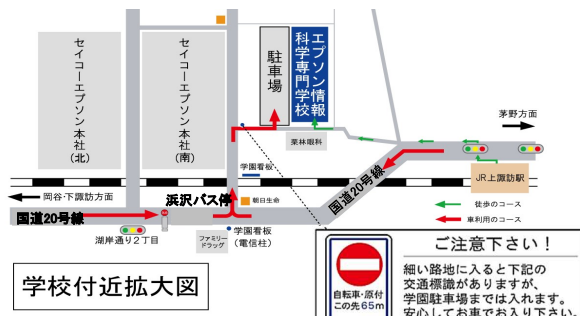 セイコーエプソン本社(北)
セイコーエプソン本社(南)
駐車場
エプソン情報
科学専門学校
茅野方面
栗林眼科
学園看板
JR上諏訪駅
岡谷・下諏訪方面
浜沢バス停
朝日生命
国道20号線
徒歩のコース
車利用のコース
国道20号線
湖岸通り2丁目
ファミリー
ドラッグ
学園看板
(電信柱)
学校付近拡大図
ご注意下さい!
細い路地に入ると下記の
交通標識がありますが、
学園駐車場までは入れます。
安心してお車でお入り下さい。
自転車・原付
この先65m